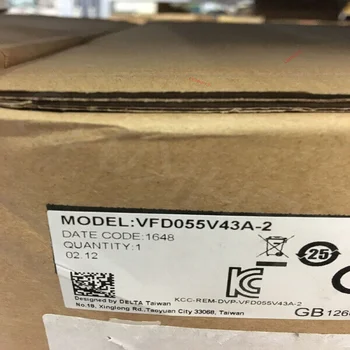 MODEL:VFD055V43A-2
DATE CODE:1648
QUANTITY:1
02.12
25
Designed by DELTA Taiwan
KCC-REM-DVP-VFD055V43A-2
No.18, Xinglong Rd.,Taoyuan City 33068, Taiwan
GB1266